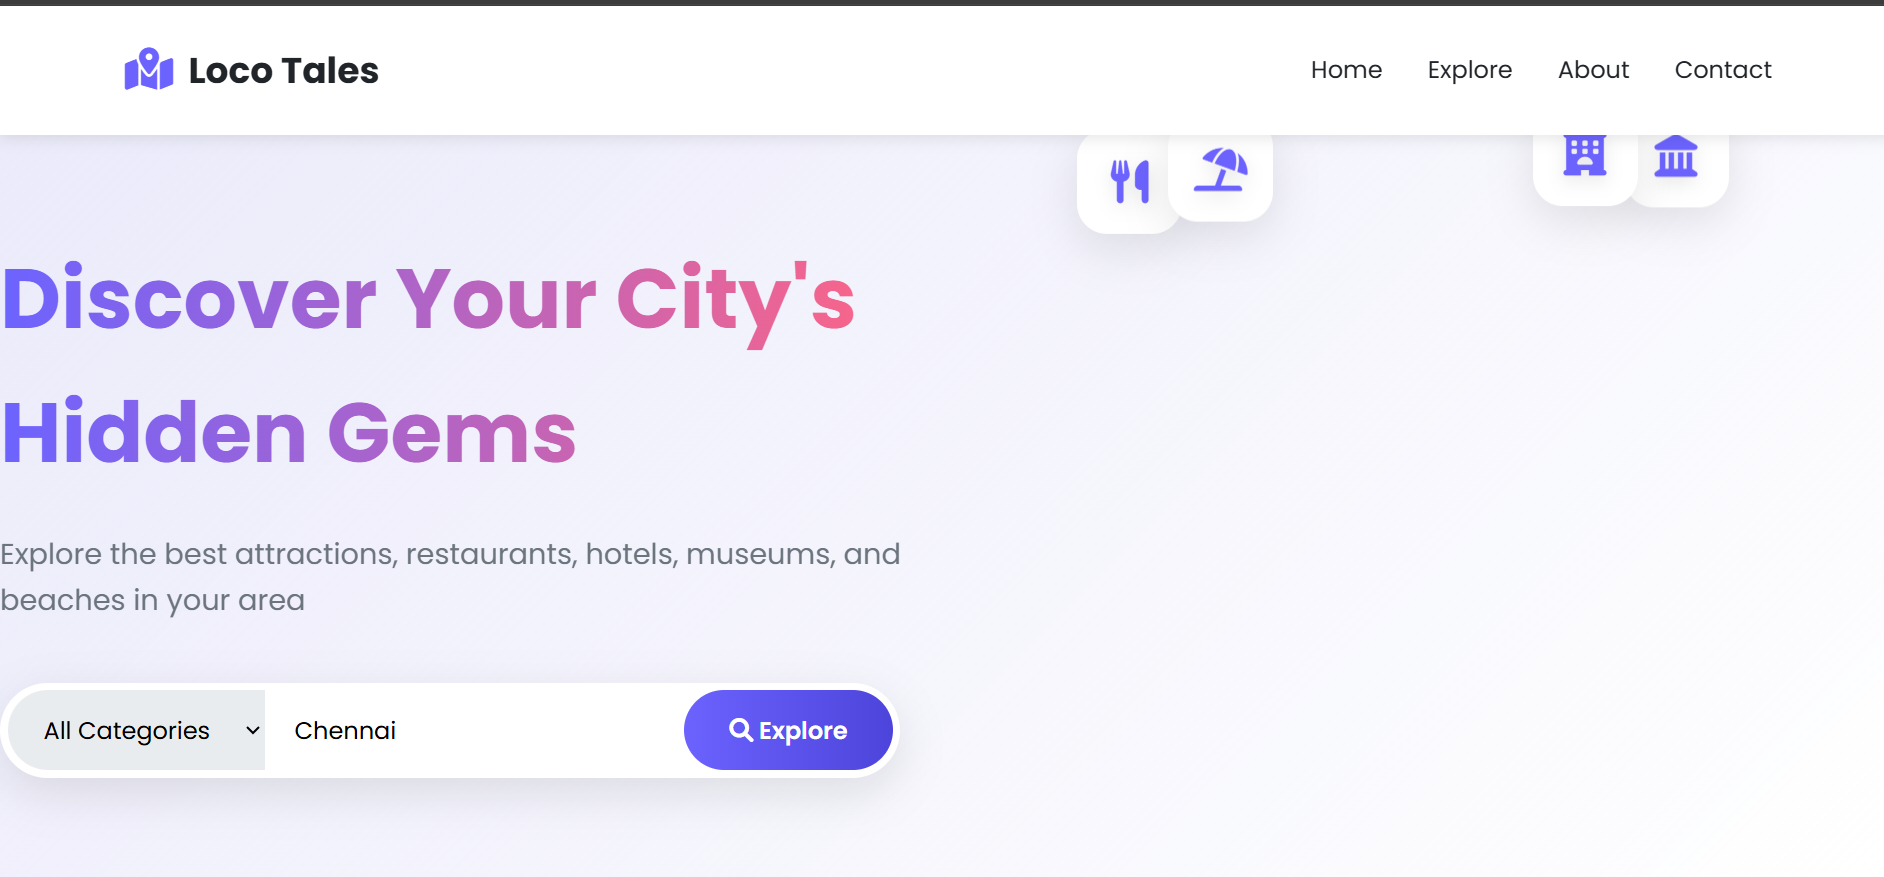 Loco Tales
Home Explore About Contact
Discover Your City's
Hidden Gems
Explore the best attractions, restaurants, hotels, museums, and
beaches in your area
All Categories Chennai Explore